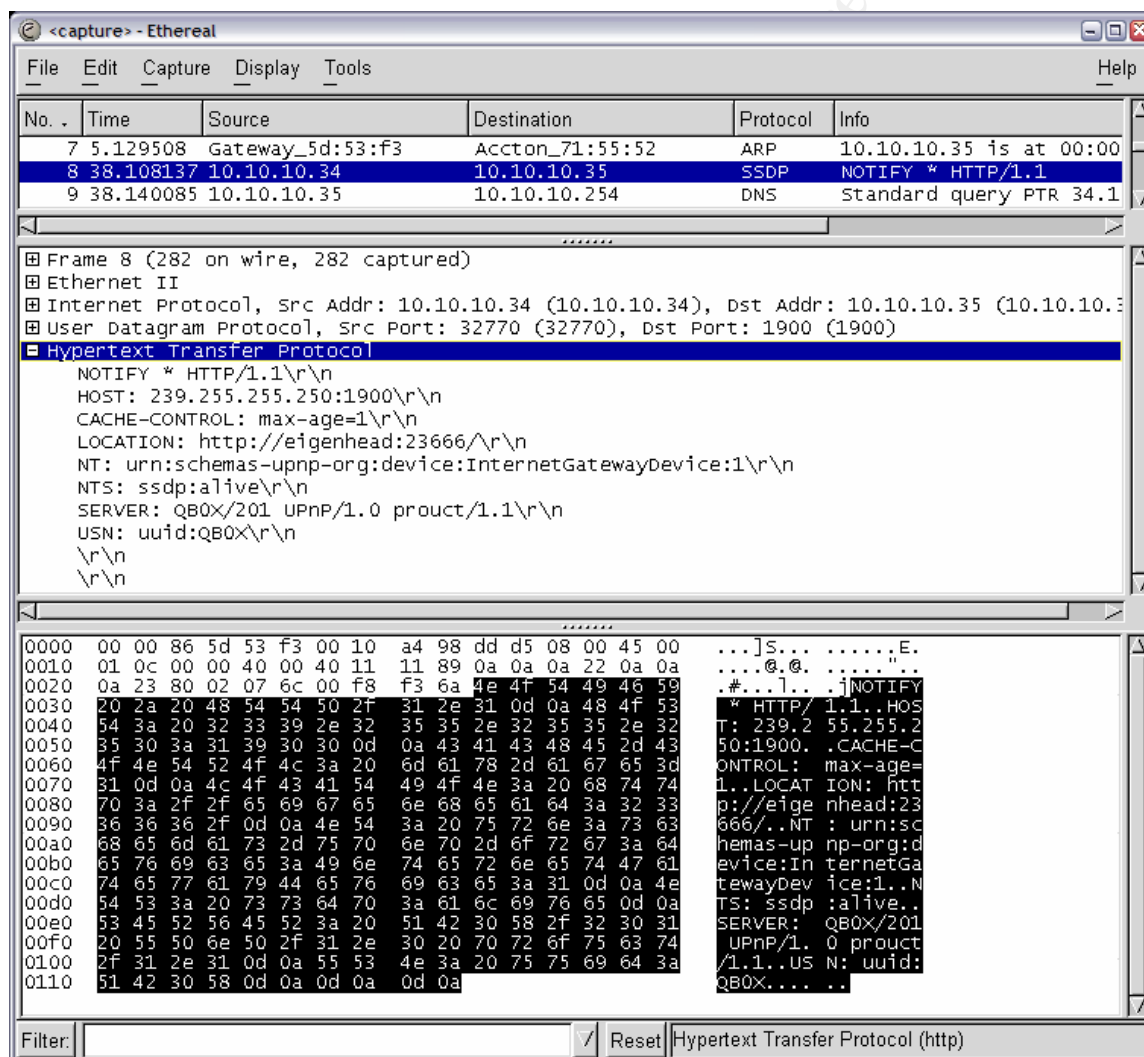 <capture> - Ethereal
File Edit Capture Display Tools Help
No. . Time Source Destination Protocol Info
7 5.129508 Gateway_5d:53:f3 Accton_71:55:52 ARP 10.10.10.35 is at 00:00
8 38.108137 10.10.10.34 10.10.10.35 SSDP NOTIFY * HTTP/1.1
9 38.140085 10.10.10.35 10.10.10.254 DNS Standard query PTR 34.1
Frame 8 (282 on wire, 282 captured)
Ethernet II
Internet Protocol, Src Addr: 10.10.10.34 (10.10.10.34), Dst Addr: 10.10.10.35 (10.10.10.3
User Datagram Protocol, Src Port: 32770 (32770), Dst Port: 1900 (1900)
Hypertext Transfer Protocol
NOTIFY * HTTP/1.1\r\n
HOST: 239.255.255.250:1900\r\n
CACHE-CONTROL: max-age=1\r\n
LOCATION: http://eigenhead:23666/\r\n
NT: urn:schemas-upnp-org:device:InternetGatewayDevice:1\r\n
NTS: ssdp:alive\r\n
SERVER: QB0X/201 UPnP/1.0 prouct/1.1\r\n
USN: uuid:QB0X\r\n
\r\n
\r\n
0000 00 00 86 5d 53 f3 00 10 a4 98 dd d5 08 00 45 00 ...]S... ......E.
0010 01 0c 00 00 40 00 40 11 11 89 0a 0a 0a 22 0a 0a ....@.@. .....".. 
0020 0a 23 80 02 07 6c 00 f8 f3 6a 4e 4f 54 49 46 59 .#...l.. .jNOTIFY
0030 20 2a 20 48 54 54 50 2f 31 2e 31 0d 0a 48 4f 53  * HTTP/ 1.1..HOS
0040 54 3a 20 32 33 39 2e 32 35 35 2e 32 35 35 2e 32 T: 239.2 55.255.2
0050 35 30 3a 31 39 30 30 0d 0a 43 41 43 48 45 2d 43 50:1900. .CACHE-C
0060 4f 4e 54 52 4f 4c 3a 20 6d 61 78 2d 61 67 65 3d ONTROL:  max-age=
0070 31 0d 0a 4c 4f 43 41 54 49 4f 4e 3a 20 68 74 74 1..LOCAT ION: htt
0080 70 3a 2f 2f 65 69 67 65 6e 68 65 61 64 3a 32 33 p://eige nhead:23
0090 36 36 36 2f 0d 0a 4e 54 3a 20 75 72 6e 3a 73 63 666/..NT : urn:sc
00a0 68 65 6d 61 73 2d 75 70 6e 70 2d 6f 72 67 3a 64 hemas-up np-org:d
00b0 65 76 69 63 65 3a 49 6e 74 65 72 6e 65 74 47 61 evice:In ternetGa
00c0 74 65 77 61 79 44 65 76 69 63 65 3a 31 0d 0a 4e tewayDev ice:1..N
00d0 54 53 3a 20 73 73 64 70 3a 61 6c 69 76 65 0d 0a TS: ssdp :alive..
00e0 53 45 52 56 45 52 3a 20 51 42 30 58 2f 32 30 31 SERVER:  QB0X/201
00f0 20 55 50 6e 50 2f 31 2e 30 20 70 72 6f 75 63 74  UPnP/1. 0 prouct
0100 2f 31 2e 31 0d 0a 55 53 4e 3a 20 75 75 69 64 3a /1.1..US N: uuid:
0110 51 42 30 58 0d 0a 0d 0a 0d 0a QB0X.... ..
Filter: Reset Hypertext Transfer Protocol (http)